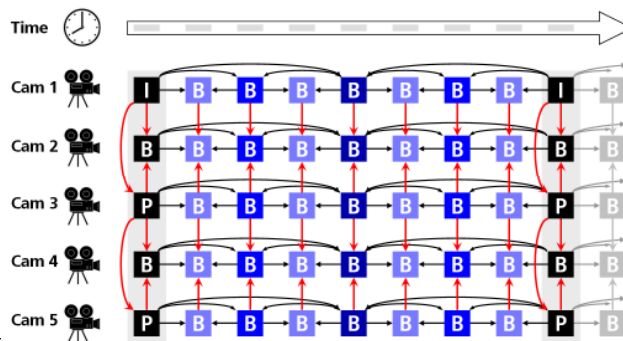 Time
Cam 1 I B B B B B B B I B
Cam 2 B B B B B B B B B B
Cam 3 P B B B B B B B P B
Cam 4 B B B B B B B B B B
Cam 5 P B B B B B B B P B